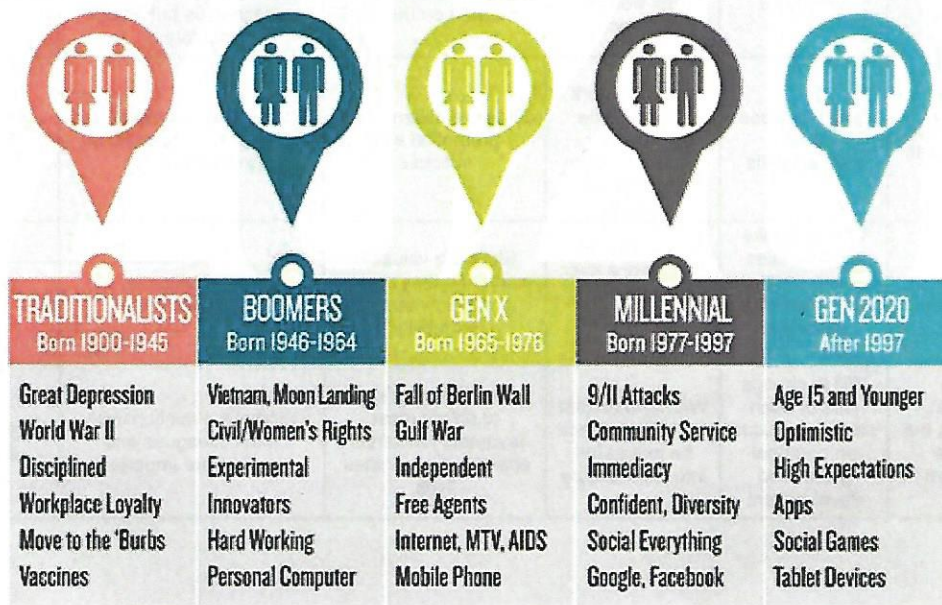 TRADITIONALISTS
Born 1900-1945
Great Depression
World War II
Disciplined
Workplace Loyalty
Move to the 'Burbs
Vaccines
BOOMERS
Born 1946-1964
Vietnam, Moon Landing
Civil/Women's Rights
Experimental
Innovators
Hard Working
Personal Computer
GEN X
Born 1965-1976
Fall of Berlin Wall
Gulf War
Independent
Free Agents
Internet, MTV, AIDS
Mobile Phone
MILLENNIAL
Born 1977-1997
9/11 Attacks
Community Service
Immediacy
Confident, Diversity
Social Everything
Google, Facebook
GEN 2020
After 1997
Age 15 and Younger
Optimistic
High Expectations
Apps
Social Games
Tablet Devices